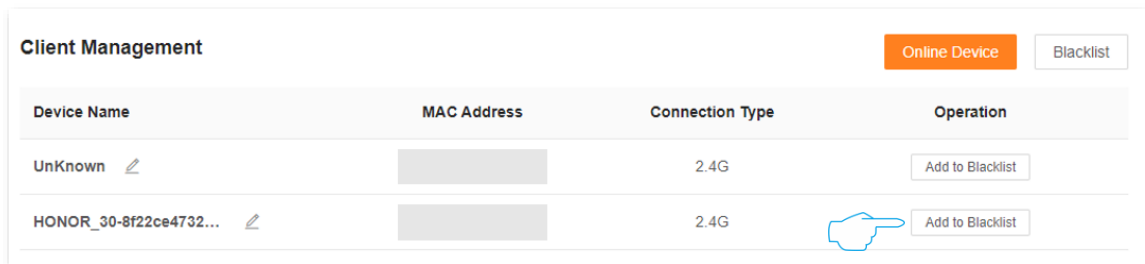 Client Management
Online Device Blacklist
Device Name MAC Address Connection Type Operation
UnKnown 2.4G Add to Blacklist
HONOR_30-8f22ce4732... 2.4G Add to Blacklist